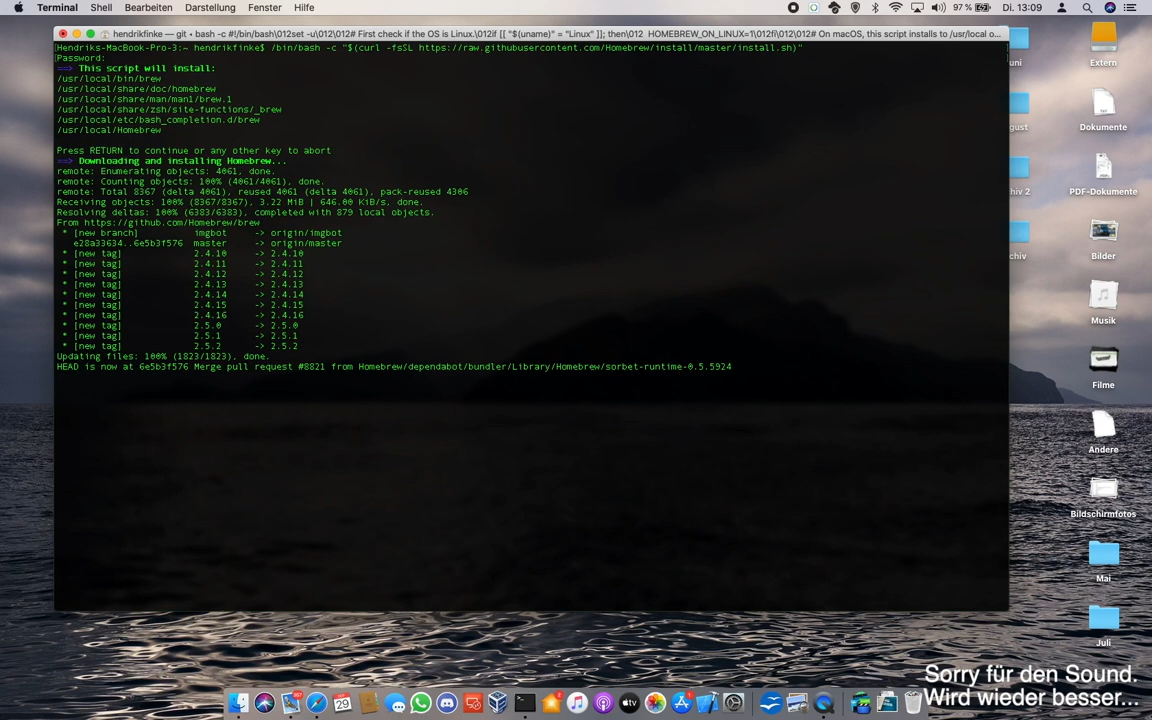 Terminal Shell Bearbeiten Darstellung Fenster Hilfe
97 % Di. 13:09
hendrikfinke — git • bash -c #!/bin/bash\012set -u\012\012# First check if the OS is Linux.\012if [[ "$(uname)" = "Linux" ]]; then\012 HOMEBREW_ON_LINUX=1\012fi\012\012# On macOS, this script installs to /usr/local o...
Hendriks-MacBook-Pro-3:~ hendrikfinke$ /bin/bash -c "$(curl -fsSL https://raw.githubusercontent.com/Homebrew/install/master/install.sh)"
Password:
==> This script will install:
/usr/local/bin/brew
/usr/local/share/doc/homebrew
/usr/local/share/man/man1/brew.1
/usr/local/share/zsh/site-functions/_brew
/usr/local/etc/bash_completion.d/brew
/usr/local/Homebrew
Press RETURN to continue or any other key to abort
==> Downloading and installing Homebrew...
remote: Enumerating objects: 4061, done.
remote: Counting objects: 100% (4061/4061), done.
remote: Total 8367 (delta 4061), reused 4061 (delta 4061), pack-reused 4306
Receiving objects: 100% (8367/8367), 3.22 MiB | 646.00 KiB/s, done.
Resolving deltas: 100% (6383/6383), completed with 879 local objects.
From https://github.com/Homebrew/brew
* [new branch] imgbot -> origin/imgbot
e28a33634..6e5b3f576 master -> origin/master
* [new tag] 2.4.10 -> 2.4.10
* [new tag] 2.4.11 -> 2.4.11
* [new tag] 2.4.12 -> 2.4.12
* [new tag] 2.4.13 -> 2.4.13
* [new tag] 2.4.14 -> 2.4.14
* [new tag] 2.4.15 -> 2.4.15
* [new tag] 2.4.16 -> 2.4.16
* [new tag] 2.5.0 -> 2.5.0
* [new tag] 2.5.1 -> 2.5.1
* [new tag] 2.5.2 -> 2.5.2
Updating files: 100% (1823/1823), done.
HEAD is now at 6e5b3f576 Merge pull request #8821 from Homebrew/dependabot/bundler/Library/Homebrew/sorbet-runtime-0.5.5924
uni
gust
hiv 2
chiv
Extern
Dokumente
PDF-Dokumente
Bilder
Musik
Filme
Andere
Bildschirmfotos
Mai
Juli
29
tv
Sorry für den Sound.
Wird wieder besser...